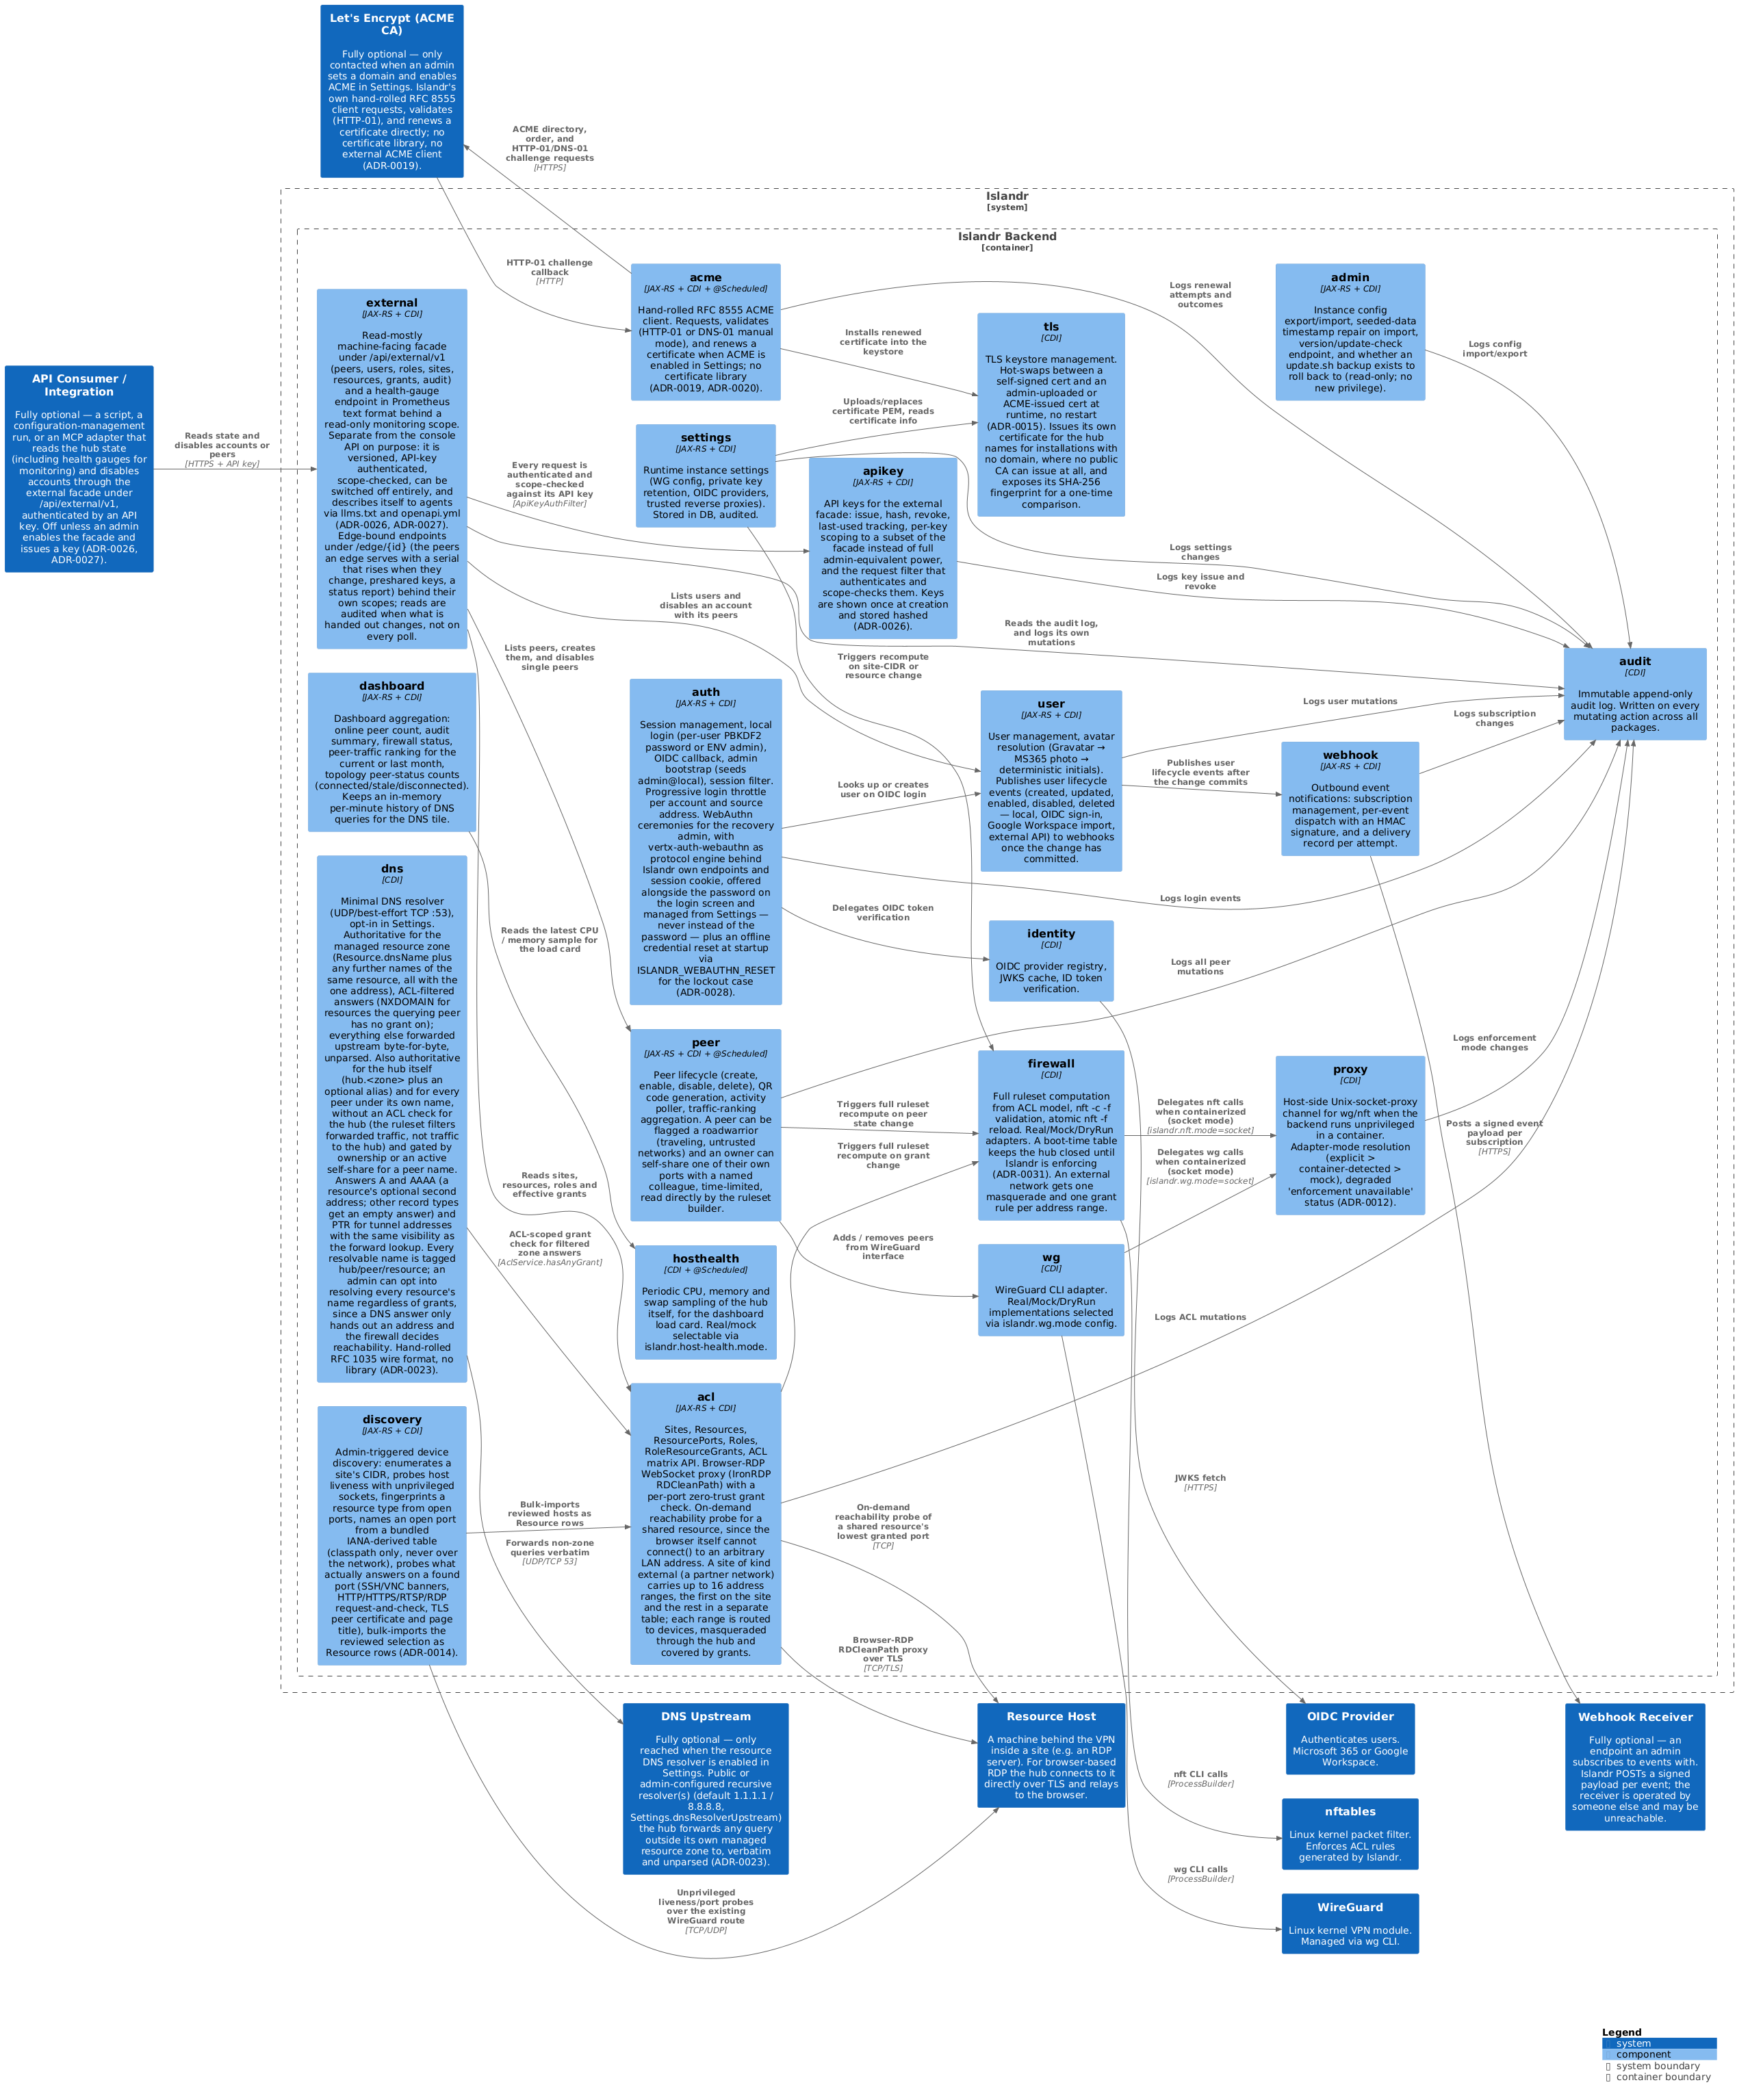 Let's Encrypt (ACME
CA)
Fully optional — only
contacted when an admin
sets a domain and enables
ACME in Settings. Islandr's
own hand-rolled RFC 8555
client requests, validates
(HTTP-01), and renews a
certificate directly; no
certificate library, no
external ACME client
(ADR-0019).
ACME directory,
order, and
HTTP-01/DNS-01
challenge requests
[HTTPS]
HTTP-01 challenge
callback
[HTTP]
Islandr
[system]
Islandr Backend
[container]
API Consumer /
Integration
Fully optional — a script, a
configuration-management
run, or an MCP adapter that
reads the hub state
(including health gauges for
monitoring) and disables
accounts through the
external facade under
/api/external/v1,
authenticated by an API
key. Off unless an admin
enables the facade and
issues a key (ADR-0026,
ADR-0027).
Reads state and
disables accounts or
peers
[HTTPS + API key]
external
[JAX-RS + CDI]
Read-mostly
machine-facing facade
under /api/external/v1
(peers, users, roles, sites,
resources, grants, audit)
and a health-gauge
endpoint in Prometheus
text format behind a
read-only monitoring scope.
Separate from the console
API on purpose: it is
versioned, API-key
authenticated,
scope-checked, can be
switched off entirely, and
describes itself to agents
via llms.txt and openapi.yml
(ADR-0026, ADR-0027).
Edge-bound endpoints
under /edge/{id} (the peers
an edge serves with a serial
that rises when they
change, preshared keys, a
status report) behind their
own scopes; reads are
audited when what is
handed out changes, not on
every poll.
acme
[JAX-RS + CDI + @Scheduled]
Hand-rolled RFC 8555 ACME
client. Requests, validates
(HTTP-01 or DNS-01 manual
mode), and renews a
certificate when ACME is
enabled in Settings; no
certificate library
(ADR-0019, ADR-0020).
Installs renewed
certificate into the
keystore
Uploads/replaces
certificate PEM, reads
certificate info
settings
[JAX-RS + CDI]
Runtime instance settings
(WG config, private key
retention, OIDC providers,
trusted reverse proxies).
Stored in DB, audited.
Every request is
authenticated and
scope-checked
against its API key
[ApiKeyAuthFilter]
apikey
[JAX-RS + CDI]
API keys for the external
facade: issue, hash, revoke,
last-used tracking, per-key
scoping to a subset of the
facade instead of full
admin-equivalent power,
and the request filter that
authenticates and
scope-checks them. Keys
are shown once at creation
and stored hashed
(ADR-0026).
tls
[CDI]
TLS keystore management.
Hot-swaps between a
self-signed cert and an
admin-uploaded or
ACME-issued cert at
runtime, no restart
(ADR-0015). Issues its own
certificate for the hub
names for installations with
no domain, where no public
CA can issue at all, and
exposes its SHA-256
fingerprint for a one-time
comparison.
Logs renewal
attempts and
outcomes
admin
[JAX-RS + CDI]
Instance config
export/import, seeded-data
timestamp repair on import,
version/update-check
endpoint, and whether an
update.sh backup exists to
roll back to (read-only; no
new privilege).
Logs config
import/export
Logs settings
changes
Logs key issue and
revoke
Reads the audit log,
and logs its own
mutations
Lists users and
disables an account
with its peers
Lists peers, creates
them, and disables
single peers
Triggers recompute
on site-CIDR or
resource change
audit
[CDI]
Immutable append-only
audit log. Written on every
mutating action across all
packages.
dashboard
[JAX-RS + CDI]
Dashboard aggregation:
online peer count, audit
summary, firewall status,
peer-traffic ranking for the
current or last month,
topology peer-status counts
(connected/stale/disconnected).
Keeps an in-memory
per-minute history of DNS
queries for the DNS tile.
auth
[JAX-RS + CDI]
Session management, local
login (per-user PBKDF2
password or ENV admin),
OIDC callback, admin
bootstrap (seeds
admin@local), session filter.
Progressive login throttle
per account and source
address. WebAuthn
ceremonies for the recovery
admin, with
vertx-auth-webauthn as
protocol engine behind
Islandr own endpoints and
session cookie, offered
alongside the password on
the login screen and
managed from Settings —
never instead of the
password — plus an offline
credential reset at startup
via
ISLANDR_WEBAUTHN_RESET
for the lockout case
(ADR-0028).
Looks up or creates
user on OIDC login
Delegates OIDC token
verification
user
[JAX-RS + CDI]
User management, avatar
resolution (Gravatar →
MS365 photo →
deterministic initials).
Publishes user lifecycle
events (created, updated,
enabled, disabled, deleted
— local, OIDC sign-in,
Google Workspace import,
external API) to webhooks
once the change has
committed.
Logs user mutations
Publishes user
lifecycle events after
the change commits
Logs subscription
changes
webhook
[JAX-RS + CDI]
Outbound event
notifications: subscription
management, per-event
dispatch with an HMAC
signature, and a delivery
record per attempt.
Logs login events
dns
[CDI]
Minimal DNS resolver
(UDP/best-effort TCP :53),
opt-in in Settings.
Authoritative for the
managed resource zone
(Resource.dnsName plus
any further names of the
same resource, all with the
one address), ACL-filtered
answers (NXDOMAIN for
resources the querying peer
has no grant on);
everything else forwarded
upstream byte-for-byte,
unparsed. Also authoritative
for the hub itself
(hub.<zone> plus an
optional alias) and for every
peer under its own name,
without an ACL check for
the hub (the ruleset filters
forwarded traffic, not traffic
to the hub) and gated by
ownership or an active
self-share for a peer name.
Answers A and AAAA (a
resource's optional second
address; other record types
get an empty answer) and
PTR for tunnel addresses
with the same visibility as
the forward lookup. Every
resolvable name is tagged
hub/peer/resource; an
admin can opt into
resolving every resource's
name regardless of grants,
since a DNS answer only
hands out an address and
the firewall decides
reachability. Hand-rolled
RFC 1035 wire format, no
library (ADR-0023).
Reads the latest CPU
/ memory sample for
the load card
identity
[CDI]
OIDC provider registry,
JWKS cache, ID token
verification.
Logs all peer
mutations
peer
[JAX-RS + CDI + @Scheduled]
Peer lifecycle (create,
enable, disable, delete), QR
code generation, activity
poller, traffic-ranking
aggregation. A peer can be
flagged a roadwarrior
(traveling, untrusted
networks) and an owner can
self-share one of their own
ports with a named
colleague, time-limited,
read directly by the ruleset
builder.
Triggers full ruleset
recompute on peer
state change
Triggers full ruleset
recompute on grant
change
firewall
[CDI]
Full ruleset computation
from ACL model, nft -c -f
validation, atomic nft -f
reload. Real/Mock/DryRun
adapters. A boot-time table
keeps the hub closed until
Islandr is enforcing
(ADR-0031). An external
network gets one
masquerade and one grant
rule per address range.
Delegates nft calls
when containerized
(socket mode)
[islandr.nft.mode=socket]
Delegates wg calls
when containerized
(socket mode)
[islandr.wg.mode=socket]
proxy
[CDI]
Host-side Unix-socket-proxy
channel for wg/nft when the
backend runs unprivileged
in a container.
Adapter-mode resolution
(explicit >
container-detected >
mock), degraded
'enforcement unavailable'
status (ADR-0012).
Logs enforcement
mode changes
Posts a signed event
payload per
subscription
[HTTPS]
Reads sites,
resources, roles and
effective grants
ACL-scoped grant
check for filtered
zone answers
[AclService.hasAnyGrant]
Adds / removes peers
from WireGuard
interface
hosthealth
[CDI + @Scheduled]
Periodic CPU, memory and
swap sampling of the hub
itself, for the dashboard
load card. Real/mock
selectable via
islandr.host-health.mode.
wg
[CDI]
WireGuard CLI adapter.
Real/Mock/DryRun
implementations selected
via islandr.wg.mode config.
Logs ACL mutations
discovery
[JAX-RS + CDI]
Admin-triggered device
discovery: enumerates a
site's CIDR, probes host
liveness with unprivileged
sockets, fingerprints a
resource type from open
ports, names an open port
from a bundled
IANA-derived table
(classpath only, never over
the network), probes what
actually answers on a found
port (SSH/VNC banners,
HTTP/HTTPS/RTSP/RDP
request-and-check, TLS
peer certificate and page
title), bulk-imports the
reviewed selection as
Resource rows (ADR-0014).
Bulk-imports
reviewed hosts as
Resource rows
Forwards non-zone
queries verbatim
[UDP/TCP 53]
acl
[JAX-RS + CDI]
Sites, Resources,
ResourcePorts, Roles,
RoleResourceGrants, ACL
matrix API. Browser-RDP
WebSocket proxy (IronRDP
RDCleanPath) with a
per-port zero-trust grant
check. On-demand
reachability probe for a
shared resource, since the
browser itself cannot
connect() to an arbitrary
LAN address. A site of kind
external (a partner network)
carries up to 16 address
ranges, the first on the site
and the rest in a separate
table; each range is routed
to devices, masqueraded
through the hub and
covered by grants.
On-demand
reachability probe of
a shared resource's
lowest granted port
[TCP]
Browser-RDP
RDCleanPath proxy
over TLS
[TCP/TLS]
JWKS fetch
[HTTPS]
DNS Upstream
Fully optional — only
reached when the resource
DNS resolver is enabled in
Settings. Public or
admin-configured recursive
resolver(s) (default 1.1.1.1 /
8.8.8.8,
Settings.dnsResolverUpstream)
the hub forwards any query
outside its own managed
resource zone to, verbatim
and unparsed (ADR-0023).
Resource Host
A machine behind the VPN
inside a site (e.g. an RDP
server). For browser-based
RDP the hub connects to it
directly over TLS and relays
to the browser.
OIDC Provider
Authenticates users.
Microsoft 365 or Google
Workspace.
Webhook Receiver
Fully optional — an
endpoint an admin
subscribes to events with.
Islandr POSTs a signed
payload per event; the
receiver is operated by
someone else and may be
unreachable.
nft CLI calls
[ProcessBuilder]
nftables
Linux kernel packet filter.
Enforces ACL rules
generated by Islandr.
wg CLI calls
[ProcessBuilder]
WireGuard
Linux kernel VPN module.
Managed via wg CLI.
Unprivileged
liveness/port probes
over the existing
WireGuard route
[TCP/UDP]
Legend
system
component
system boundary
container boundary